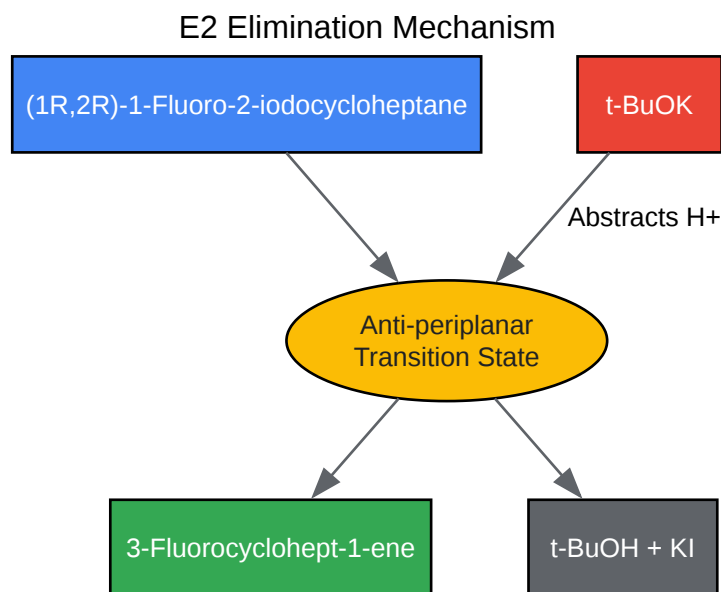 E2 Elimination Mechanism
(1R,2R)-1-Fluoro-2-iodocycloheptane
t-BuOK
Abstracts H+
Anti-periplanar
Transition State
3-Fluorocyclohept-1-ene
t-BuOH + KI